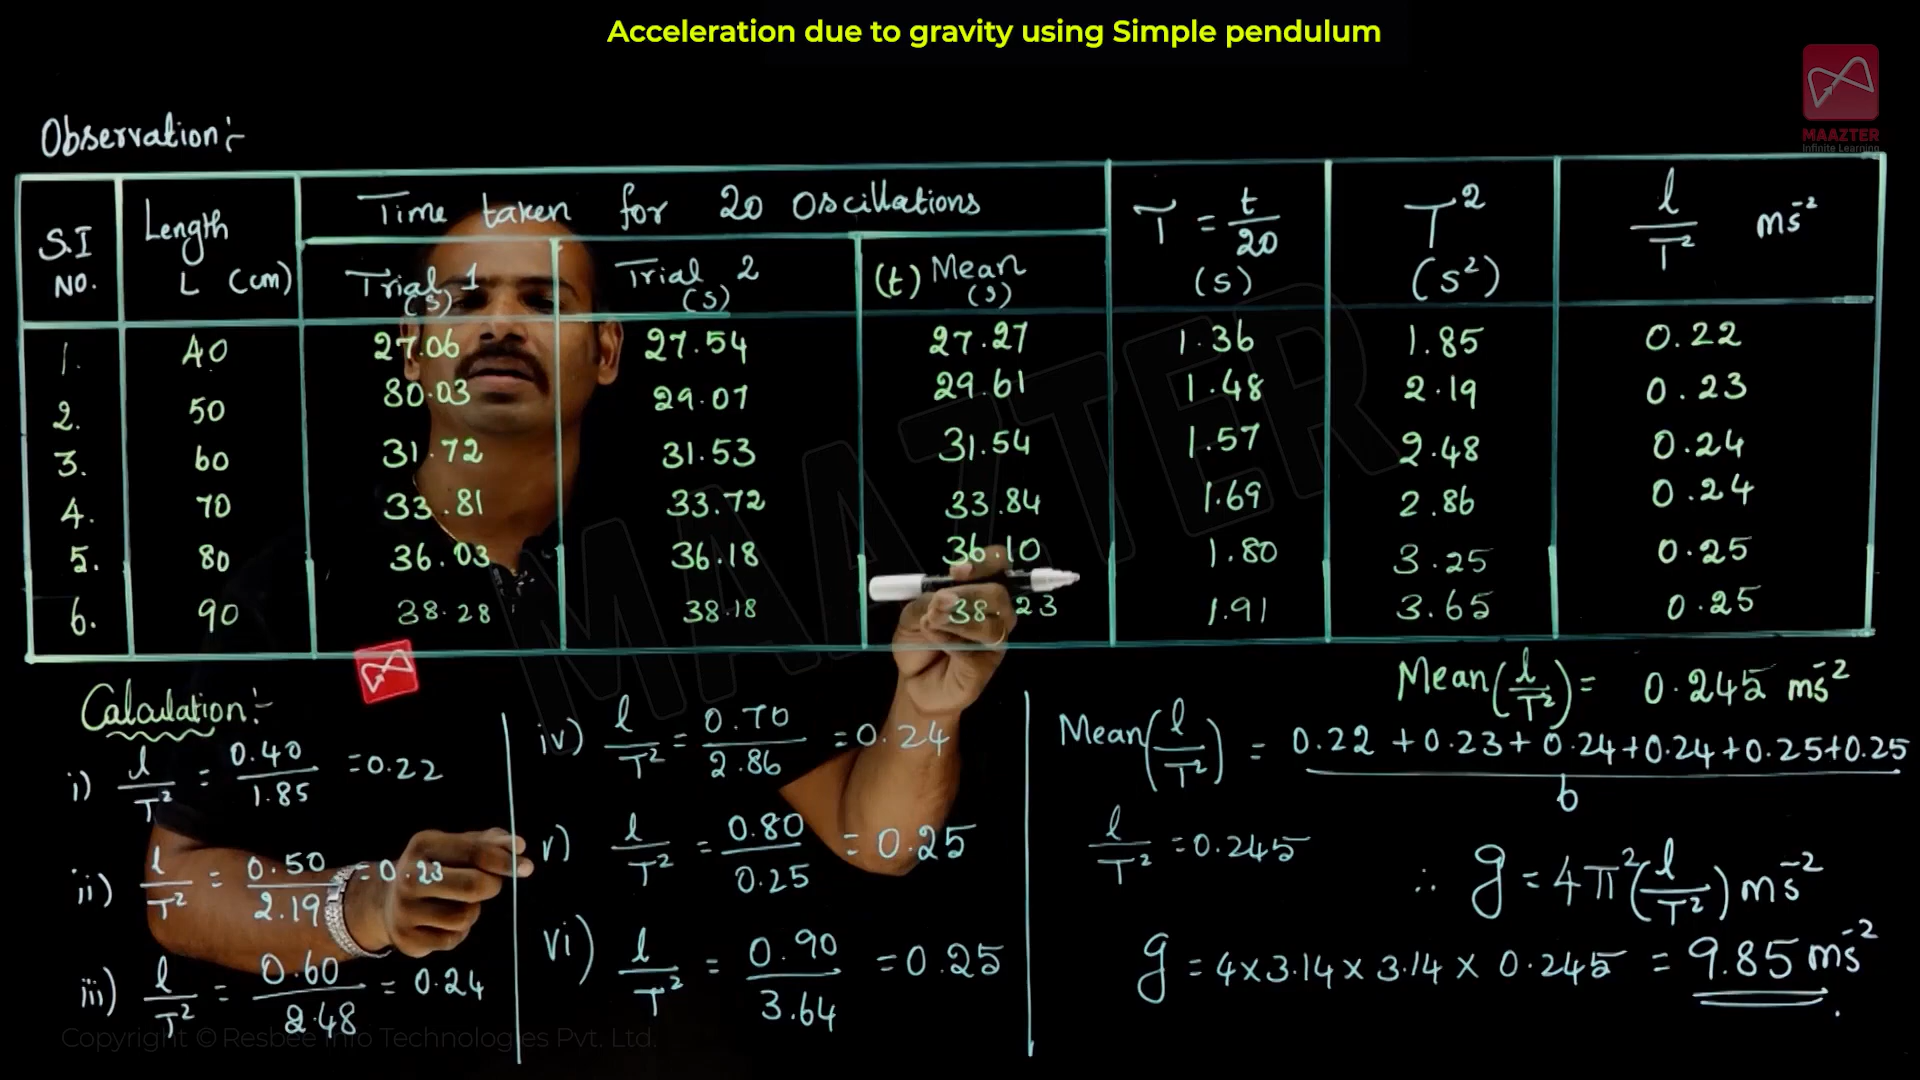 Acceleration due to gravity using Simple pendulum
MAAZTER
Infinite Learning
Observation:-
S.I NO. | Length L (cm) | Time taken for 20 Oscillations | T = t/20 (s) | T² (s²) | l/T² ms⁻²
Trial 1 (s) | Trial 2 (s) | (t) Mean (s)
1. | 40 | 27.06 | 27.54 | 27.27 | 1.36 | 1.85 | 0.22
2. | 50 | 30.03 | 29.07 | 29.61 | 1.48 | 2.19 | 0.23
3. | 60 | 31.72 | 31.53 | 31.54 | 1.57 | 2.48 | 0.24
4. | 70 | 33.81 | 33.72 | 33.84 | 1.69 | 2.86 | 0.24
5. | 80 | 36.03 | 36.18 | 36.10 | 1.80 | 3.25 | 0.25
6. | 90 | 38.28 | 38.18 | 38.23 | 1.91 | 3.65 | 0.25
MAAZTER
Mean (l/T²) = 0.245 ms⁻²
Calculation:-
i) l/T² = 0.40/1.85 = 0.22
ii) l/T² = 0.50/2.19 = 0.23
iii) l/T² = 0.60/2.48 = 0.24
iv) l/T² = 0.70/2.86 = 0.24
v) l/T² = 0.80/0.25 = 0.25
vi) l/T² = 0.90/3.64 = 0.25
Mean (l/T²) = 0.22 + 0.23 + 0.24 + 0.24 + 0.25 + 0.25 / 6
l/T² = 0.245
∴ g = 4π² (l/T²) ms⁻²
g = 4 × 3.14 × 3.14 × 0.245 = 9.85 ms⁻².
Copyright © Resbee Info Technologies Pvt. Ltd.